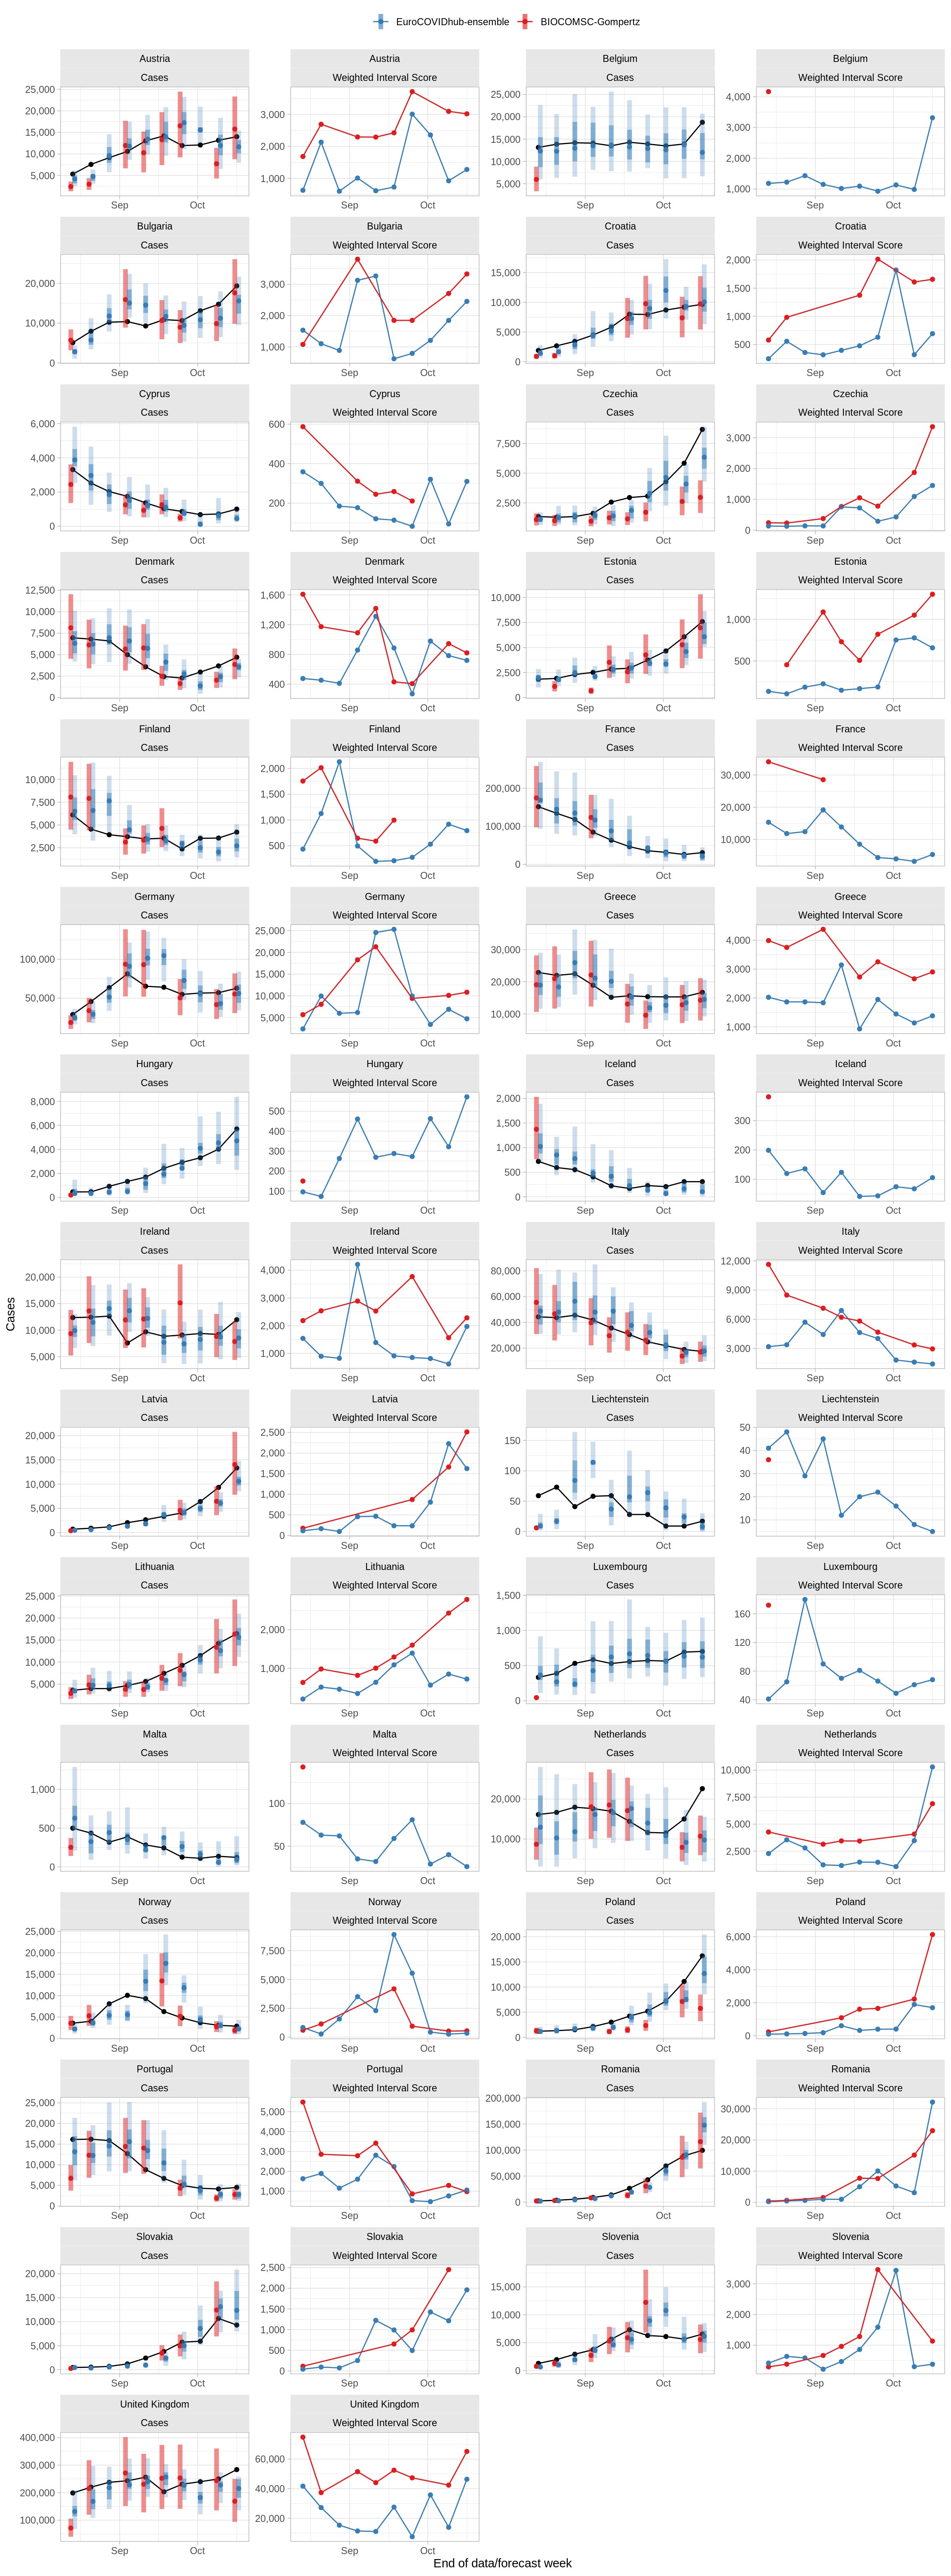 EuroCOVIDhub-ensemble
BIOCOMSC-Gompertz
Cases
Austria
Cases
25,000
20,000
15,000
10,000
5,000
Sep
Oct
Austria
Weighted Interval Score
3,000
2,000
1,000
Sep
Oct
Belgium
Cases
25,000
20,000
15,000
10,000
5,000
Sep
Oct
Belgium
Weighted Interval Score
4,000
3,000
2,000
1,000
Sep
Oct
Bulgaria
Cases
20,000
10,000
0
Sep
Oct
Bulgaria
Weighted Interval Score
3,000
2,000
1,000
Sep
Oct
Croatia
Cases
15,000
10,000
5,000
0
Sep
Oct
Croatia
Weighted Interval Score
2,000
1,500
1,000
500
Sep
Oct
Cyprus
Cases
6,000
4,000
2,000
0
Sep
Oct
Cyprus
Weighted Interval Score
600
400
200
Sep
Oct
Czechia
Cases
7,500
5,000
2,500
Sep
Oct
Czechia
Weighted Interval Score
3,000
2,000
1,000
0
Sep
Oct
Denmark
Cases
12,500
10,000
7,500
5,000
2,500
0
Sep
Oct
Denmark
Weighted Interval Score
1,600
1,200
800
400
Sep
Oct
Estonia
Cases
10,000
7,500
5,000
2,500
0
Sep
Oct
Estonia
Weighted Interval Score
1,000
500
Sep
Oct
Finland
Cases
10,000
7,500
5,000
2,500
Sep
Oct
Finland
Weighted Interval Score
2,000
1,500
1,000
500
Sep
Oct
France
Cases
200,000
100,000
0
Sep
Oct
France
Weighted Interval Score
30,000
20,000
10,000
Sep
Oct
Germany
Cases
100,000
50,000
Sep
Oct
Germany
Weighted Interval Score
25,000
20,000
15,000
10,000
5,000
Sep
Oct
Greece
Cases
30,000
20,000
10,000
Sep
Oct
Greece
Weighted Interval Score
4,000
3,000
2,000
1,000
Sep
Oct
Hungary
Cases
8,000
6,000
4,000
2,000
0
Sep
Oct
Hungary
Weighted Interval Score
500
400
300
200
100
Sep
Oct
Iceland
Cases
2,000
1,500
1,000
500
0
Sep
Oct
Iceland
Weighted Interval Score
300
200
100
Sep
Oct
Ireland
Cases
20,000
15,000
10,000
5,000
Sep
Oct
Ireland
Weighted Interval Score
4,000
3,000
2,000
1,000
Sep
Oct
Italy
Cases
80,000
60,000
40,000
20,000
Sep
Oct
Italy
Weighted Interval Score
12,000
9,000
6,000
3,000
Sep
Oct
Latvia
Cases
20,000
15,000
10,000
5,000
0
Sep
Oct
Latvia
Weighted Interval Score
2,500
2,000
1,500
1,000
500
0
Sep
Oct
Liechtenstein
Cases
150
100
50
0
Sep
Oct
Liechtenstein
Weighted Interval Score
50
40
30
20
10
Sep
Oct
Lithuania
Cases
25,000
20,000
15,000
10,000
5,000
Sep
Oct
Lithuania
Weighted Interval Score
2,000
1,000
Sep
Oct
Luxembourg
Cases
1,500
1,000
500
0
Sep
Oct
Luxembourg
Weighted Interval Score
160
120
80
40
Sep
Oct
Malta
Cases
1,000
500
0
Sep
Oct
Malta
Weighted Interval Score
100
50
Sep
Oct
Netherlands
Cases
20,000
10,000
Sep
Oct
Netherlands
Weighted Interval Score
10,000
7,500
5,000
2,500
Sep
Oct
Norway
Cases
25,000
20,000
15,000
10,000
5,000
0
Sep
Oct
Norway
Weighted Interval Score
7,500
5,000
2,500
0
Sep
Oct
Poland
Cases
20,000
15,000
10,000
5,000
0
Sep
Oct
Poland
Weighted Interval Score
6,000
4,000
2,000
0
Sep
Oct
Portugal
Cases
25,000
20,000
15,000
10,000
5,000
0
Sep
Oct
Portugal
Weighted Interval Score
5,000
4,000
3,000
2,000
1,000
Sep
Oct
Romania
Cases
200,000
150,000
100,000
50,000
0
Sep
Oct
Romania
Weighted Interval Score
30,000
20,000
10,000
0
Sep
Oct
Slovakia
Cases
20,000
15,000
10,000
5,000
0
Sep
Oct
Slovakia
Weighted Interval Score
2,500
2,000
1,500
1,000
500
0
Sep
Oct
Slovenia
Cases
15,000
10,000
5,000
0
Sep
Oct
Slovenia
Weighted Interval Score
3,000
2,000
1,000
Sep
Oct
United Kingdom
Cases
400,000
300,000
200,000
100,000
Sep
Oct
United Kingdom
Weighted Interval Score
60,000
40,000
20,000
Sep
Oct
End of data/forecast week